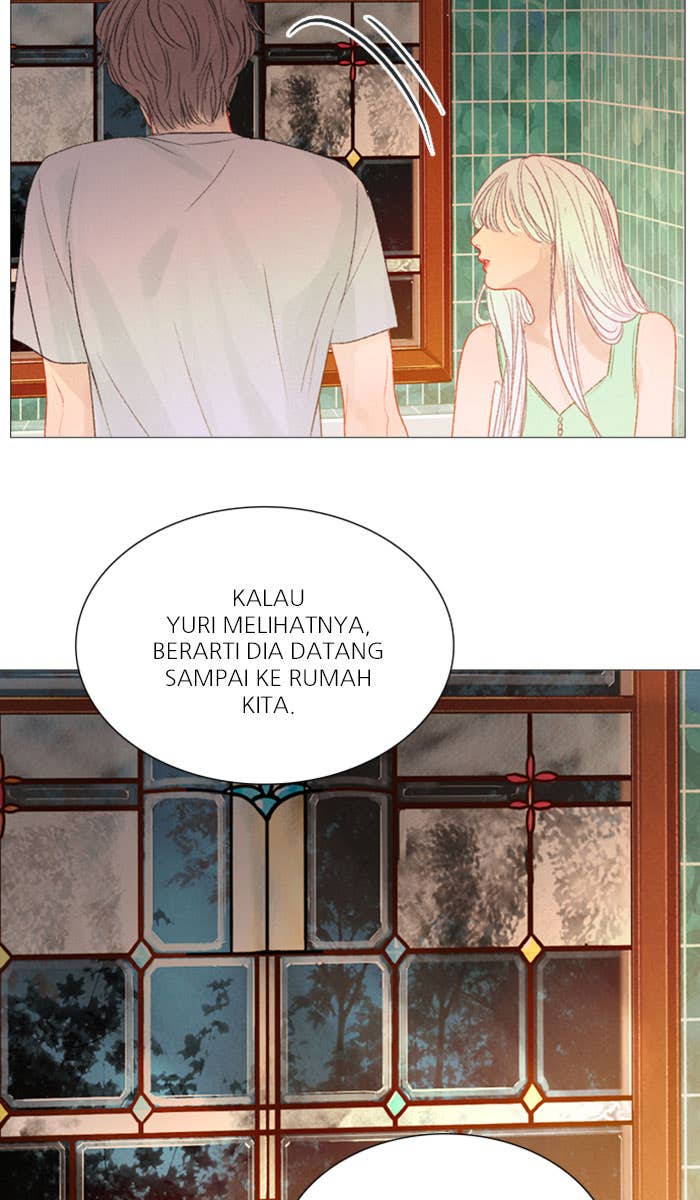 KALAU
YURI MELIHATNYA,
BERARTI DIA DATANG
SAMPAI KE RUMAH
KITA.